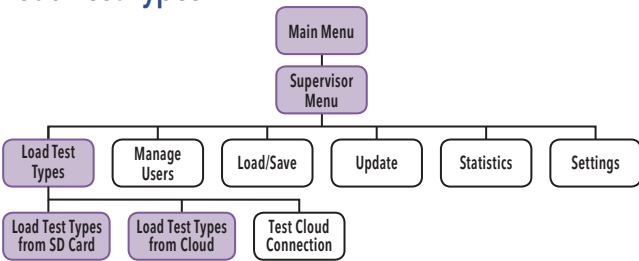 Main Menu
Supervisor
Menu
Load Test
Types
Manage
Users
Load/Save
Update
Statistics
Settings
Load Test Types
from SD Card
Load Test Types
from Cloud
Test Cloud
Connection